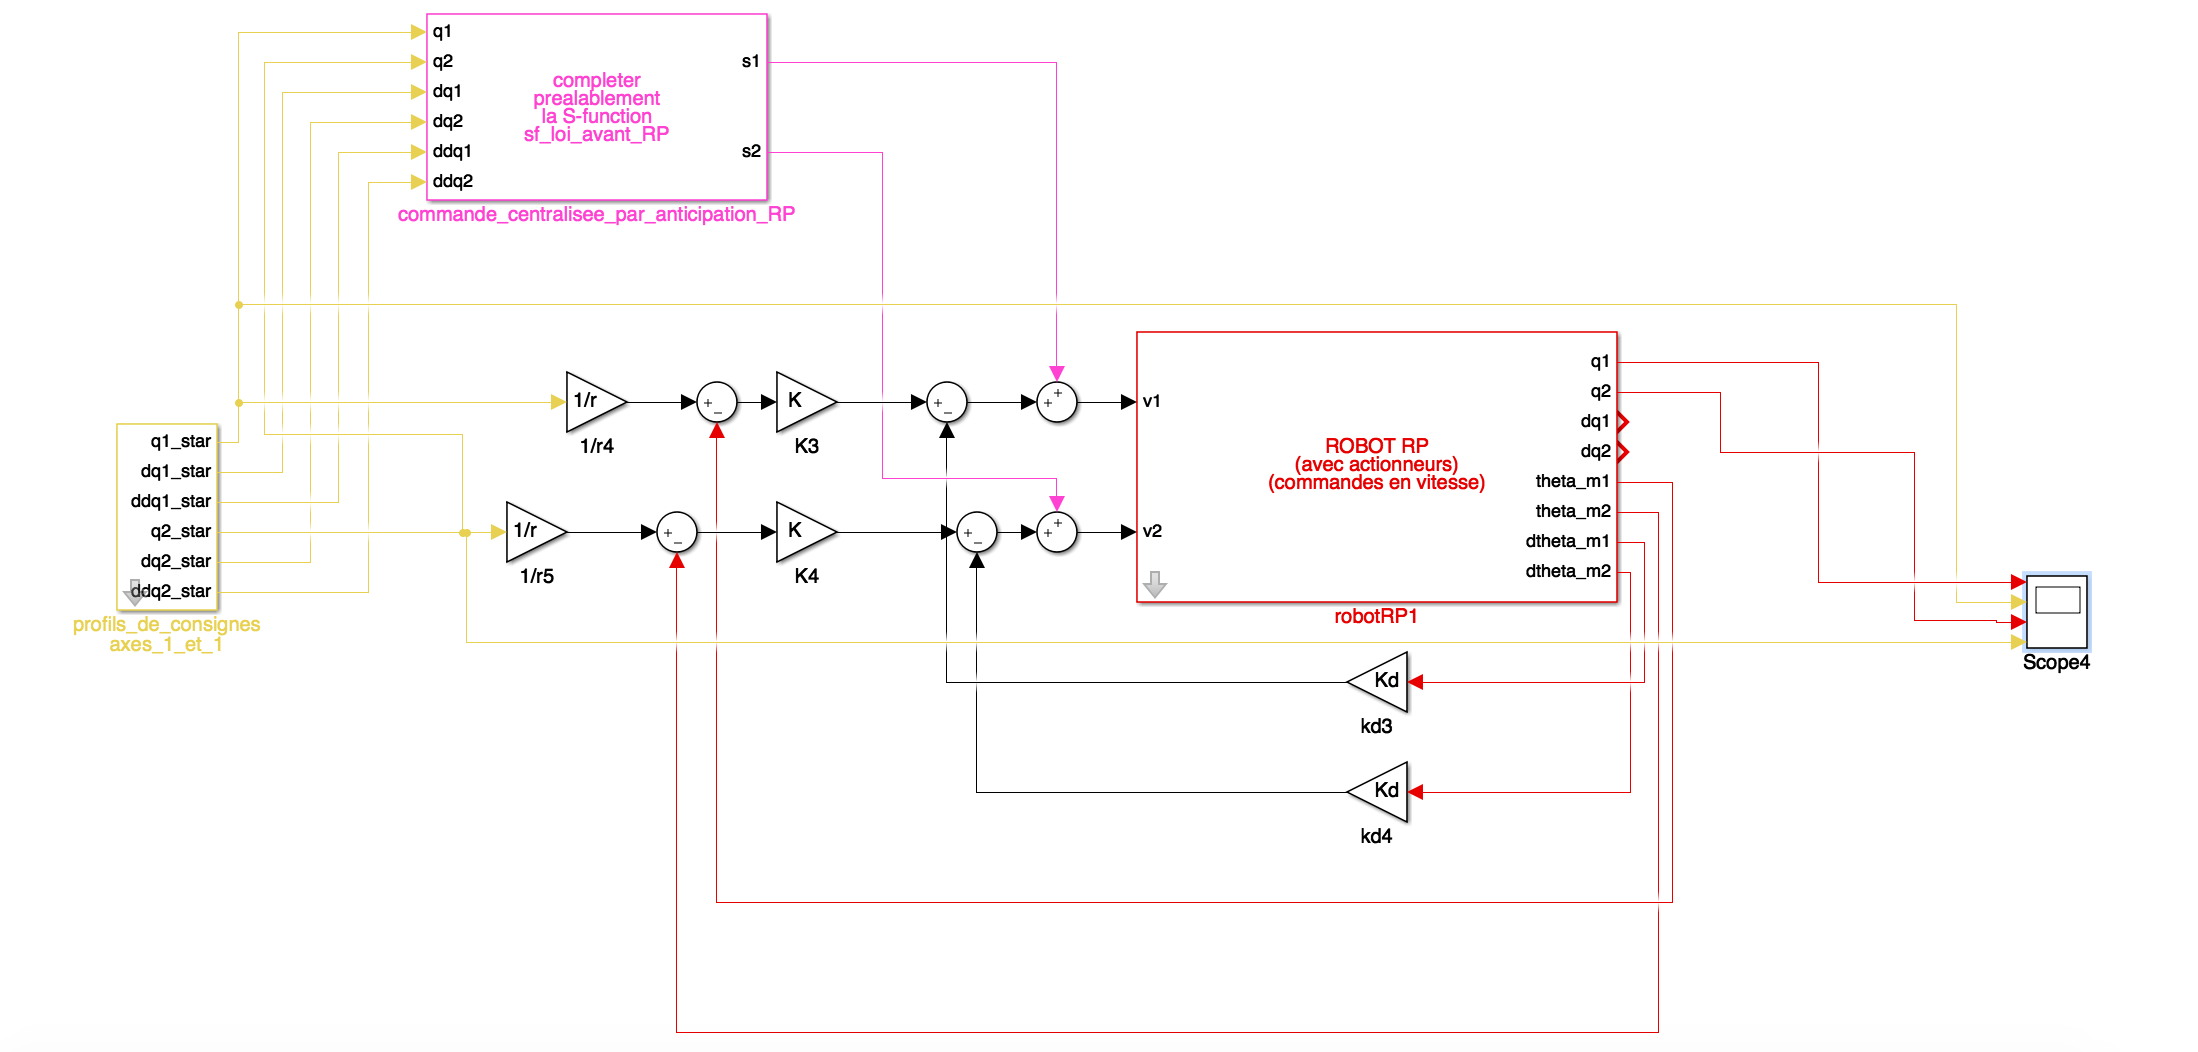 q1
q2
dq1
dq2
ddq1
ddq2
completer
prealablement
la S-function
sf_loi_avant_RP
s1
s2
commande_centralisee_par_anticipation_RP
q1_star
dq1_star
ddq1_star
q2_star
dq2_star
ddq2_star
profils_de_consignes
axes_1_et_1
1/r
1/r4
+
−
K
K3
+
−
+
+
1/r
1/r5
+
−
K
K4
+
−
+
+
v1
v2
ROBOT RP
(avec actionneurs)
(commandes en vitesse)
q1
q2
dq1
dq2
theta_m1
theta_m2
dtheta_m1
dtheta_m2
robotRP1
Kd
kd3
Kd
kd4
Scope4